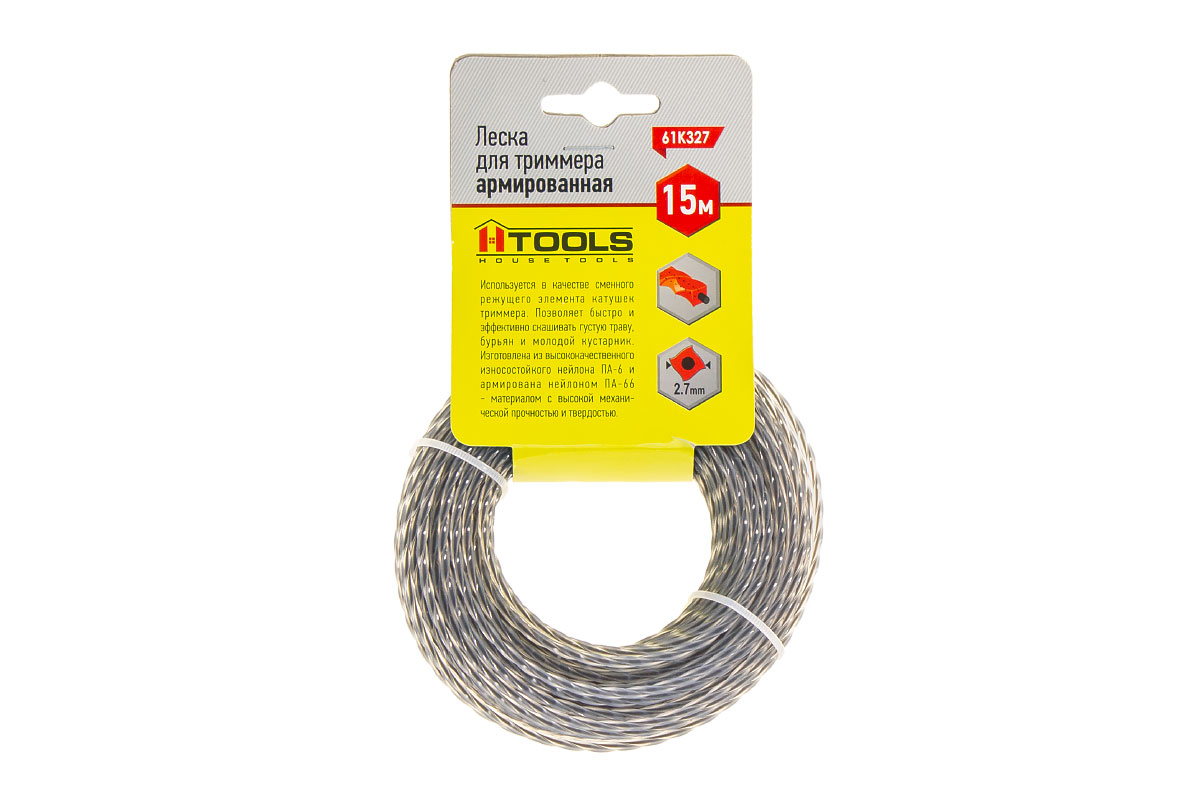 Леска
для триммера
армированная
61К327
15м
HTOOLS
HOUSE TOOLS
Используется в качестве сменного
режущего элемента катушек
триммера. Позволяет быстро и
эффективно скашивать густую траву,
бурьян и молодой кустарник.
Изготовлена из высококачественного
износостойкого нейлона ПА-6 и
армирована нейлоном ПА-66
- материалом с высокой механи-
ческой прочностью и твердостью.
2.7mm